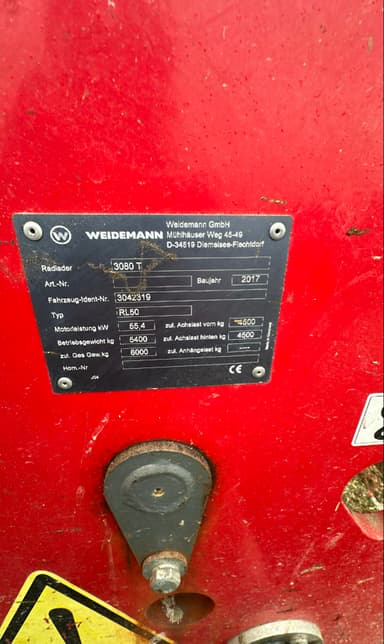 WEIDEMANN
Weidemann GmbH
Mühlhäuser Weg 45-49
D-34519 Diemelsee-Flechtdorf
Radlader 3080 T
Art.-Nr. Baujahr 2017
Fahrzeug-Ident-Nr. 3042319
Typ RL50
Motorleistung kW 55,4 zul. Achslast vorn kg 4500
Betriebsgewicht kg 5400 zul. Achslast hinten kg 4500
zul. Ges Gew.kg 6000 zul. Anhängelast kg -----
Hom.-Nr CE